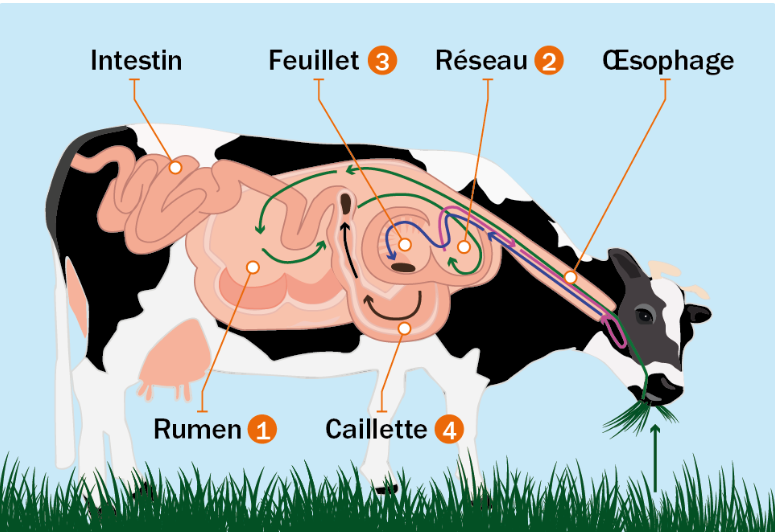 Intestin
Feuillet 3
Réseau 2
Œsophage
Rumen 1
Caillette 4